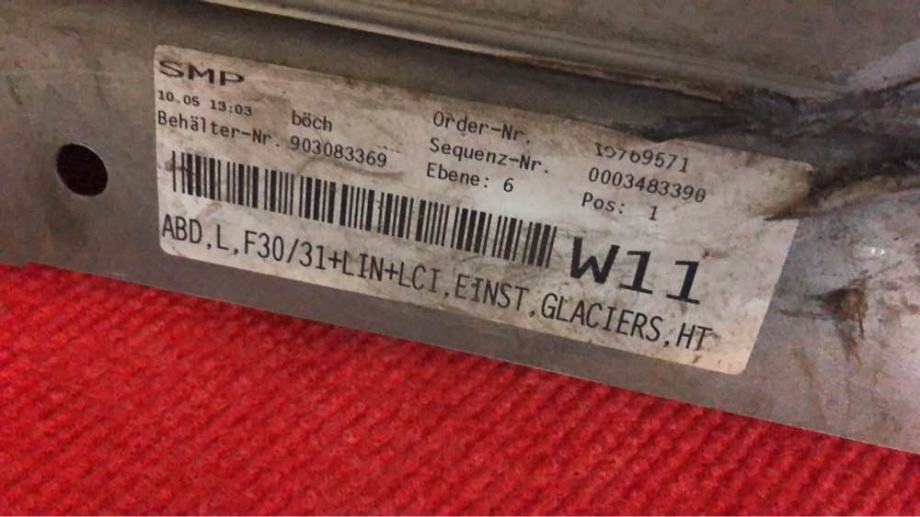 SMP
10.05 13:03 böch Order-Nr.
Behälter-Nr. 903083369 Sequenz-Nr. 0003483390
Ebene: 6 Pos: 1
W11
ABD,L,F30/31+LIN+LCI,EINST.GLACIERS,HT